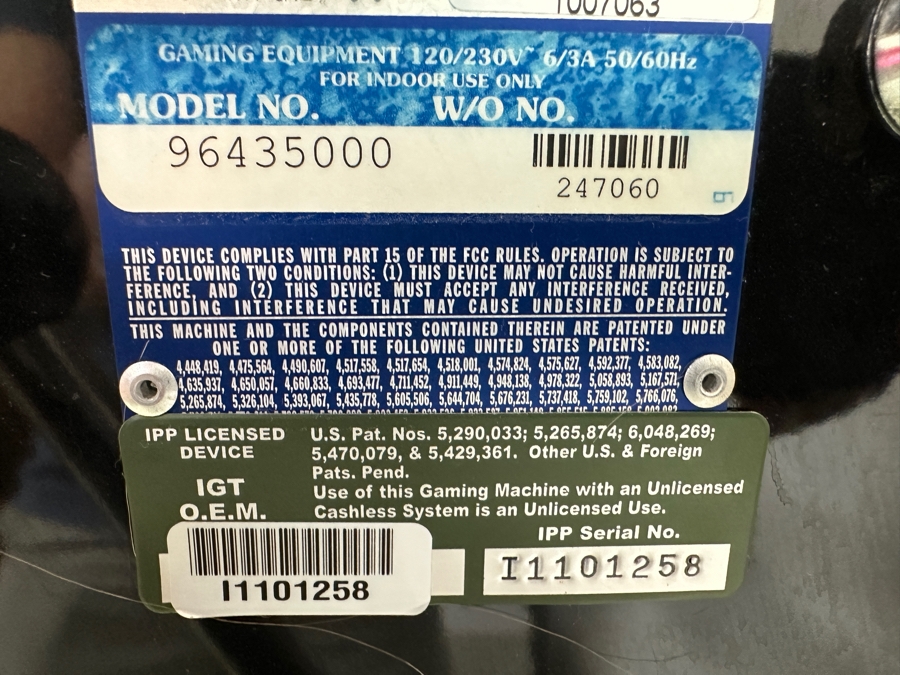 1007063
GAMING EQUIPMENT 120/230V~ 6/3A 50/60Hz
FOR INDOOR USE ONLY
MODEL NO. W/O NO.
96435000
247060
THIS DEVICE COMPLIES WITH PART 15 OF THE FCC RULES. OPERATION IS SUBJECT TO
THE FOLLOWING TWO CONDITIONS: (1) THIS DEVICE MAY NOT CAUSE HARMFUL INTER-
FERENCE, AND (2) THIS DEVICE MUST ACCEPT ANY INTERFERENCE RECEIVED,
INCLUDING INTERFERENCE THAT MAY CAUSE UNDESIRED OPERATION.
THIS MACHINE AND THE COMPONENTS CONTAINED THEREIN ARE PATENTED UNDER
ONE OR MORE OF THE FOLLOWING UNITED STATES PATENTS:
4,448,419, 4,475,564, 4,490,607, 4,517,558, 4,517,654, 4,518,001, 4,574,824, 4,575,627, 4,592,377, 4,583,082,
4,635,937, 4,650,057, 4,660,833, 4,693,477, 4,711,452, 4,911,449, 4,948,138, 4,978,322, 5,058,893, 5,167,571,
5,265,874, 5,326,104, 5,393,067, 5,435,778, 5,605,506, 5,644,704, 5,676,231, 5,737,418, 5,759,102, 5,766,076,
IPP LICENSED DEVICE
U.S. Pat. Nos. 5,290,033; 5,265,874; 6,048,269;
5,470,079, & 5,429,361. Other U.S. & Foreign
Pats. Pend.
IGT
O.E.M.
Use of this Gaming Machine with an Unlicensed
Cashless System is an Unlicensed Use.
IPP Serial No.
I1101258
I1101258